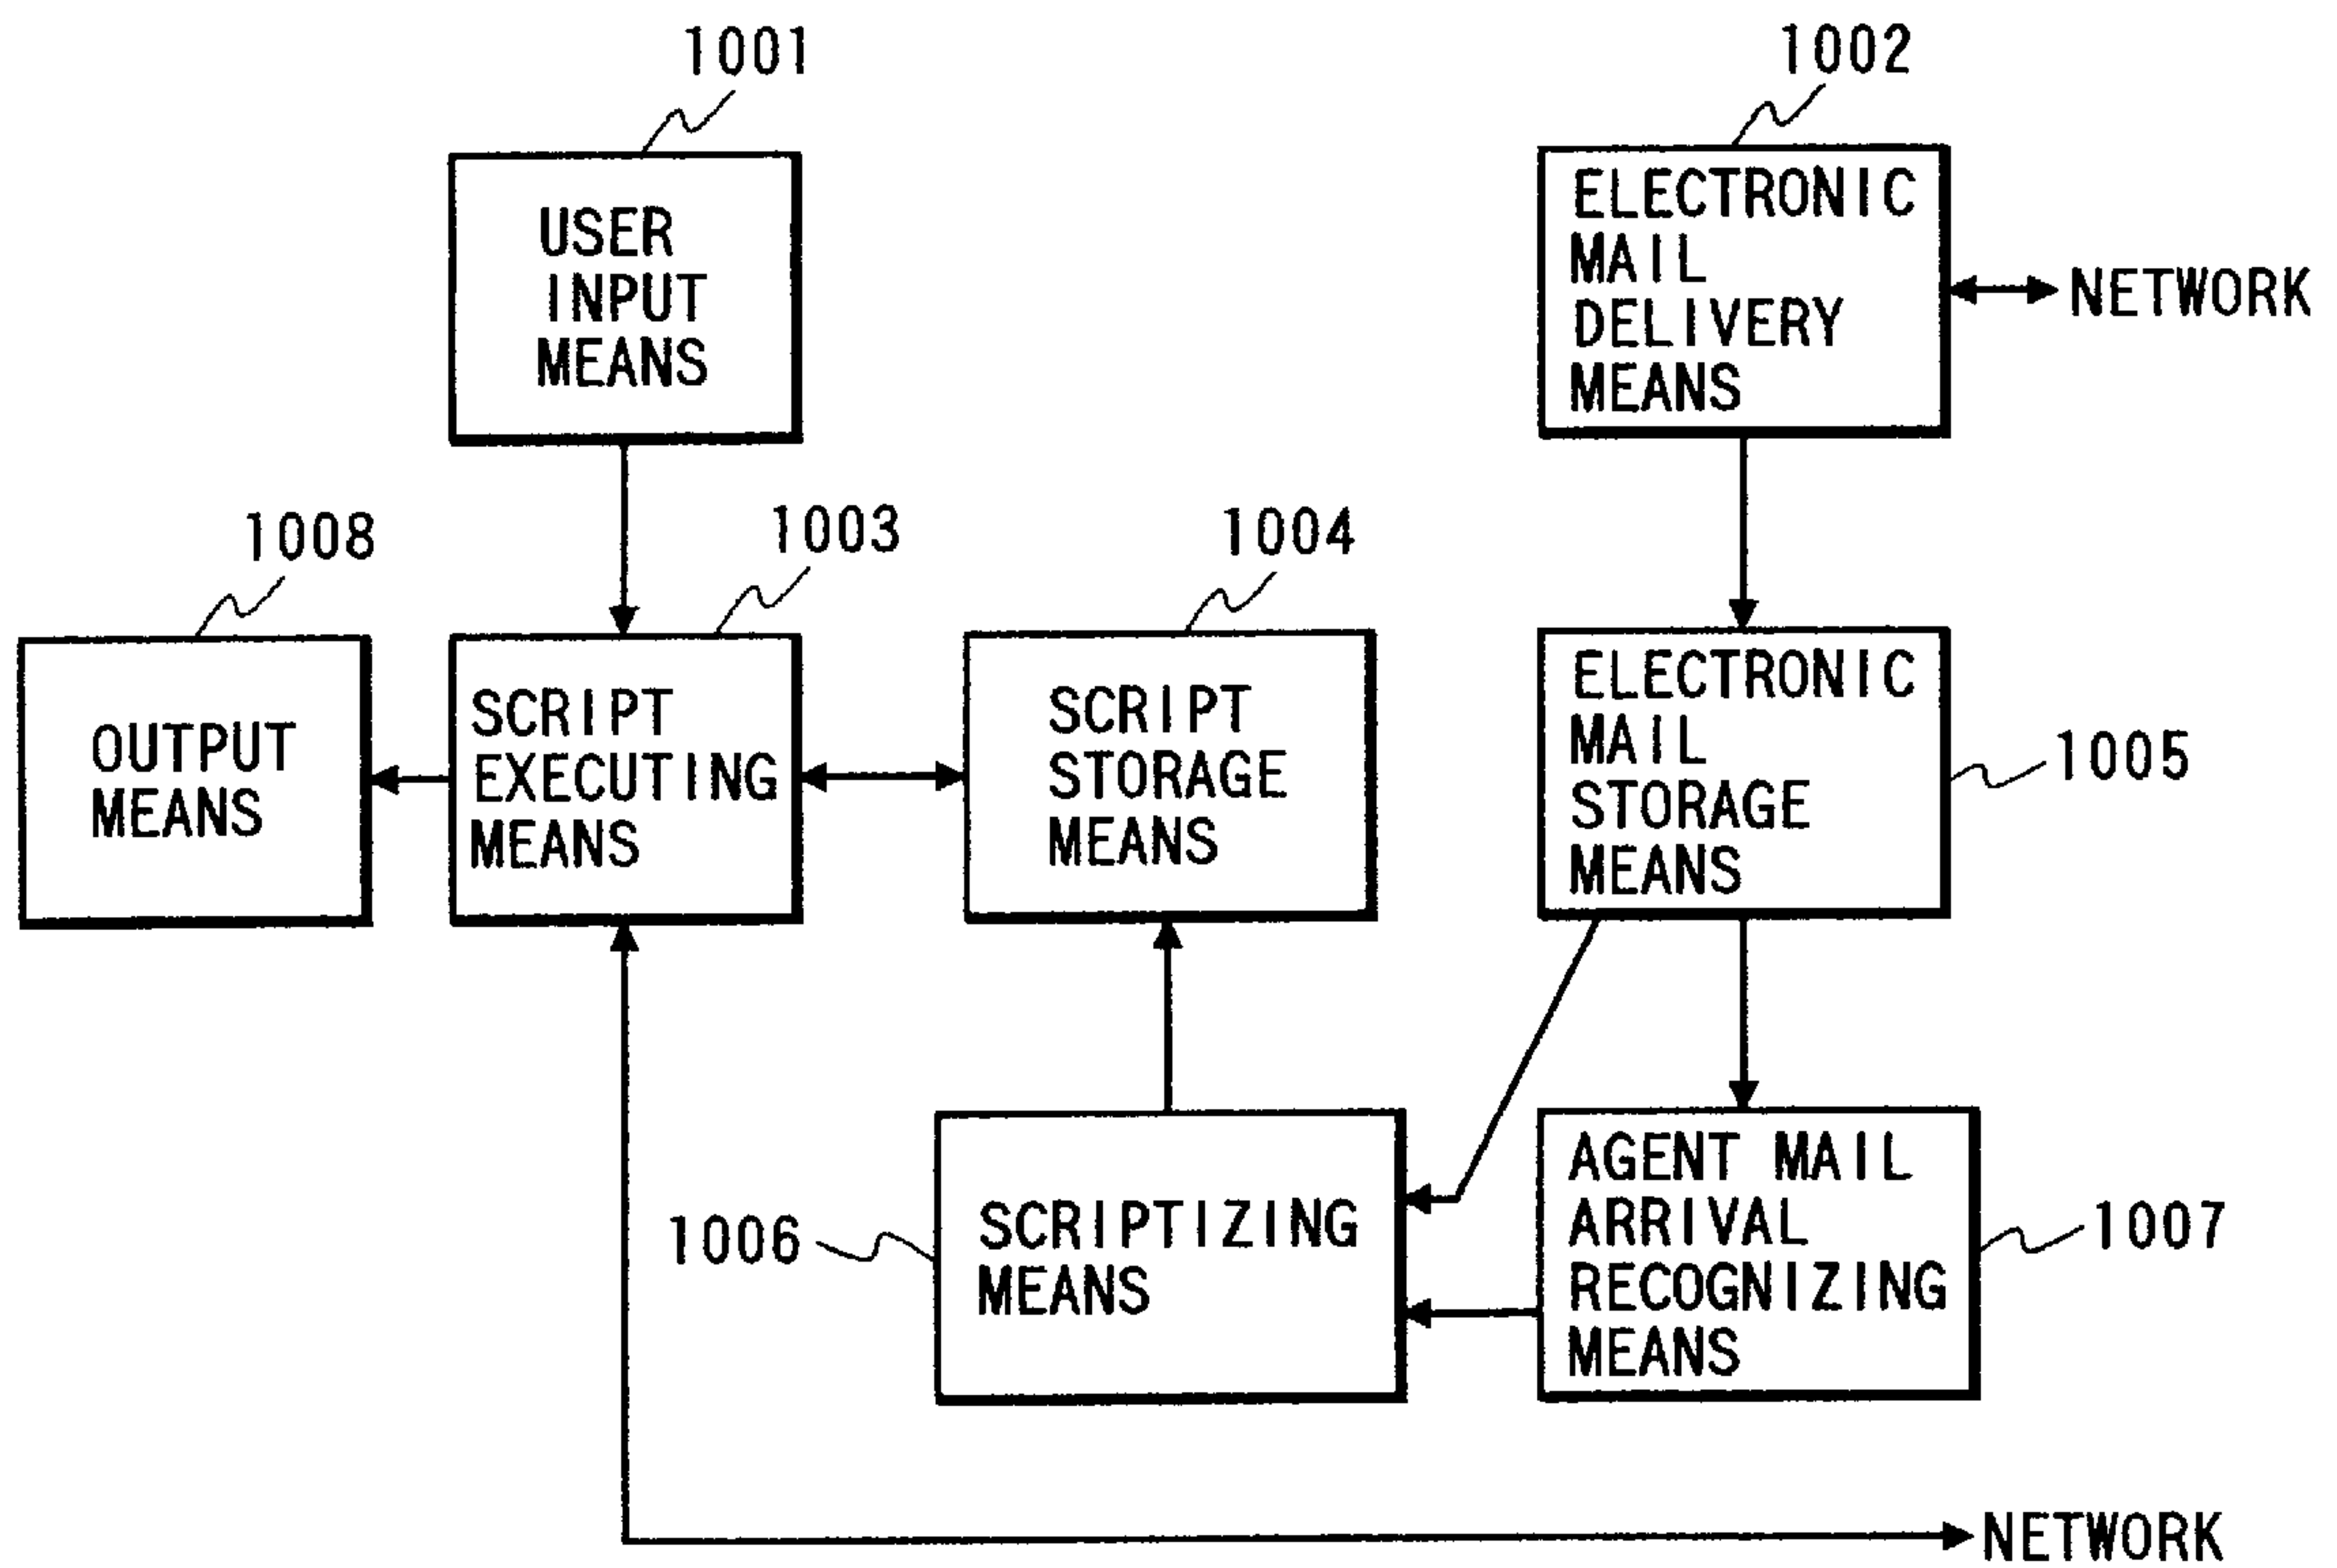 1001
1002
USER
INPUT
MEANS
ELECTRONIC
MAIL
DELIVERY
MEANS
NETWORK
1008
1003
1004
OUTPUT
MEANS
SCRIPT
EXECUTING
MEANS
SCRIPT
STORAGE
MEANS
ELECTRONIC
MAIL
STORAGE
MEANS
1005
1006
SCRIPTIZING
MEANS
AGENT MAIL
ARRIVAL
RECOGNIZING
MEANS
1007
NETWORK